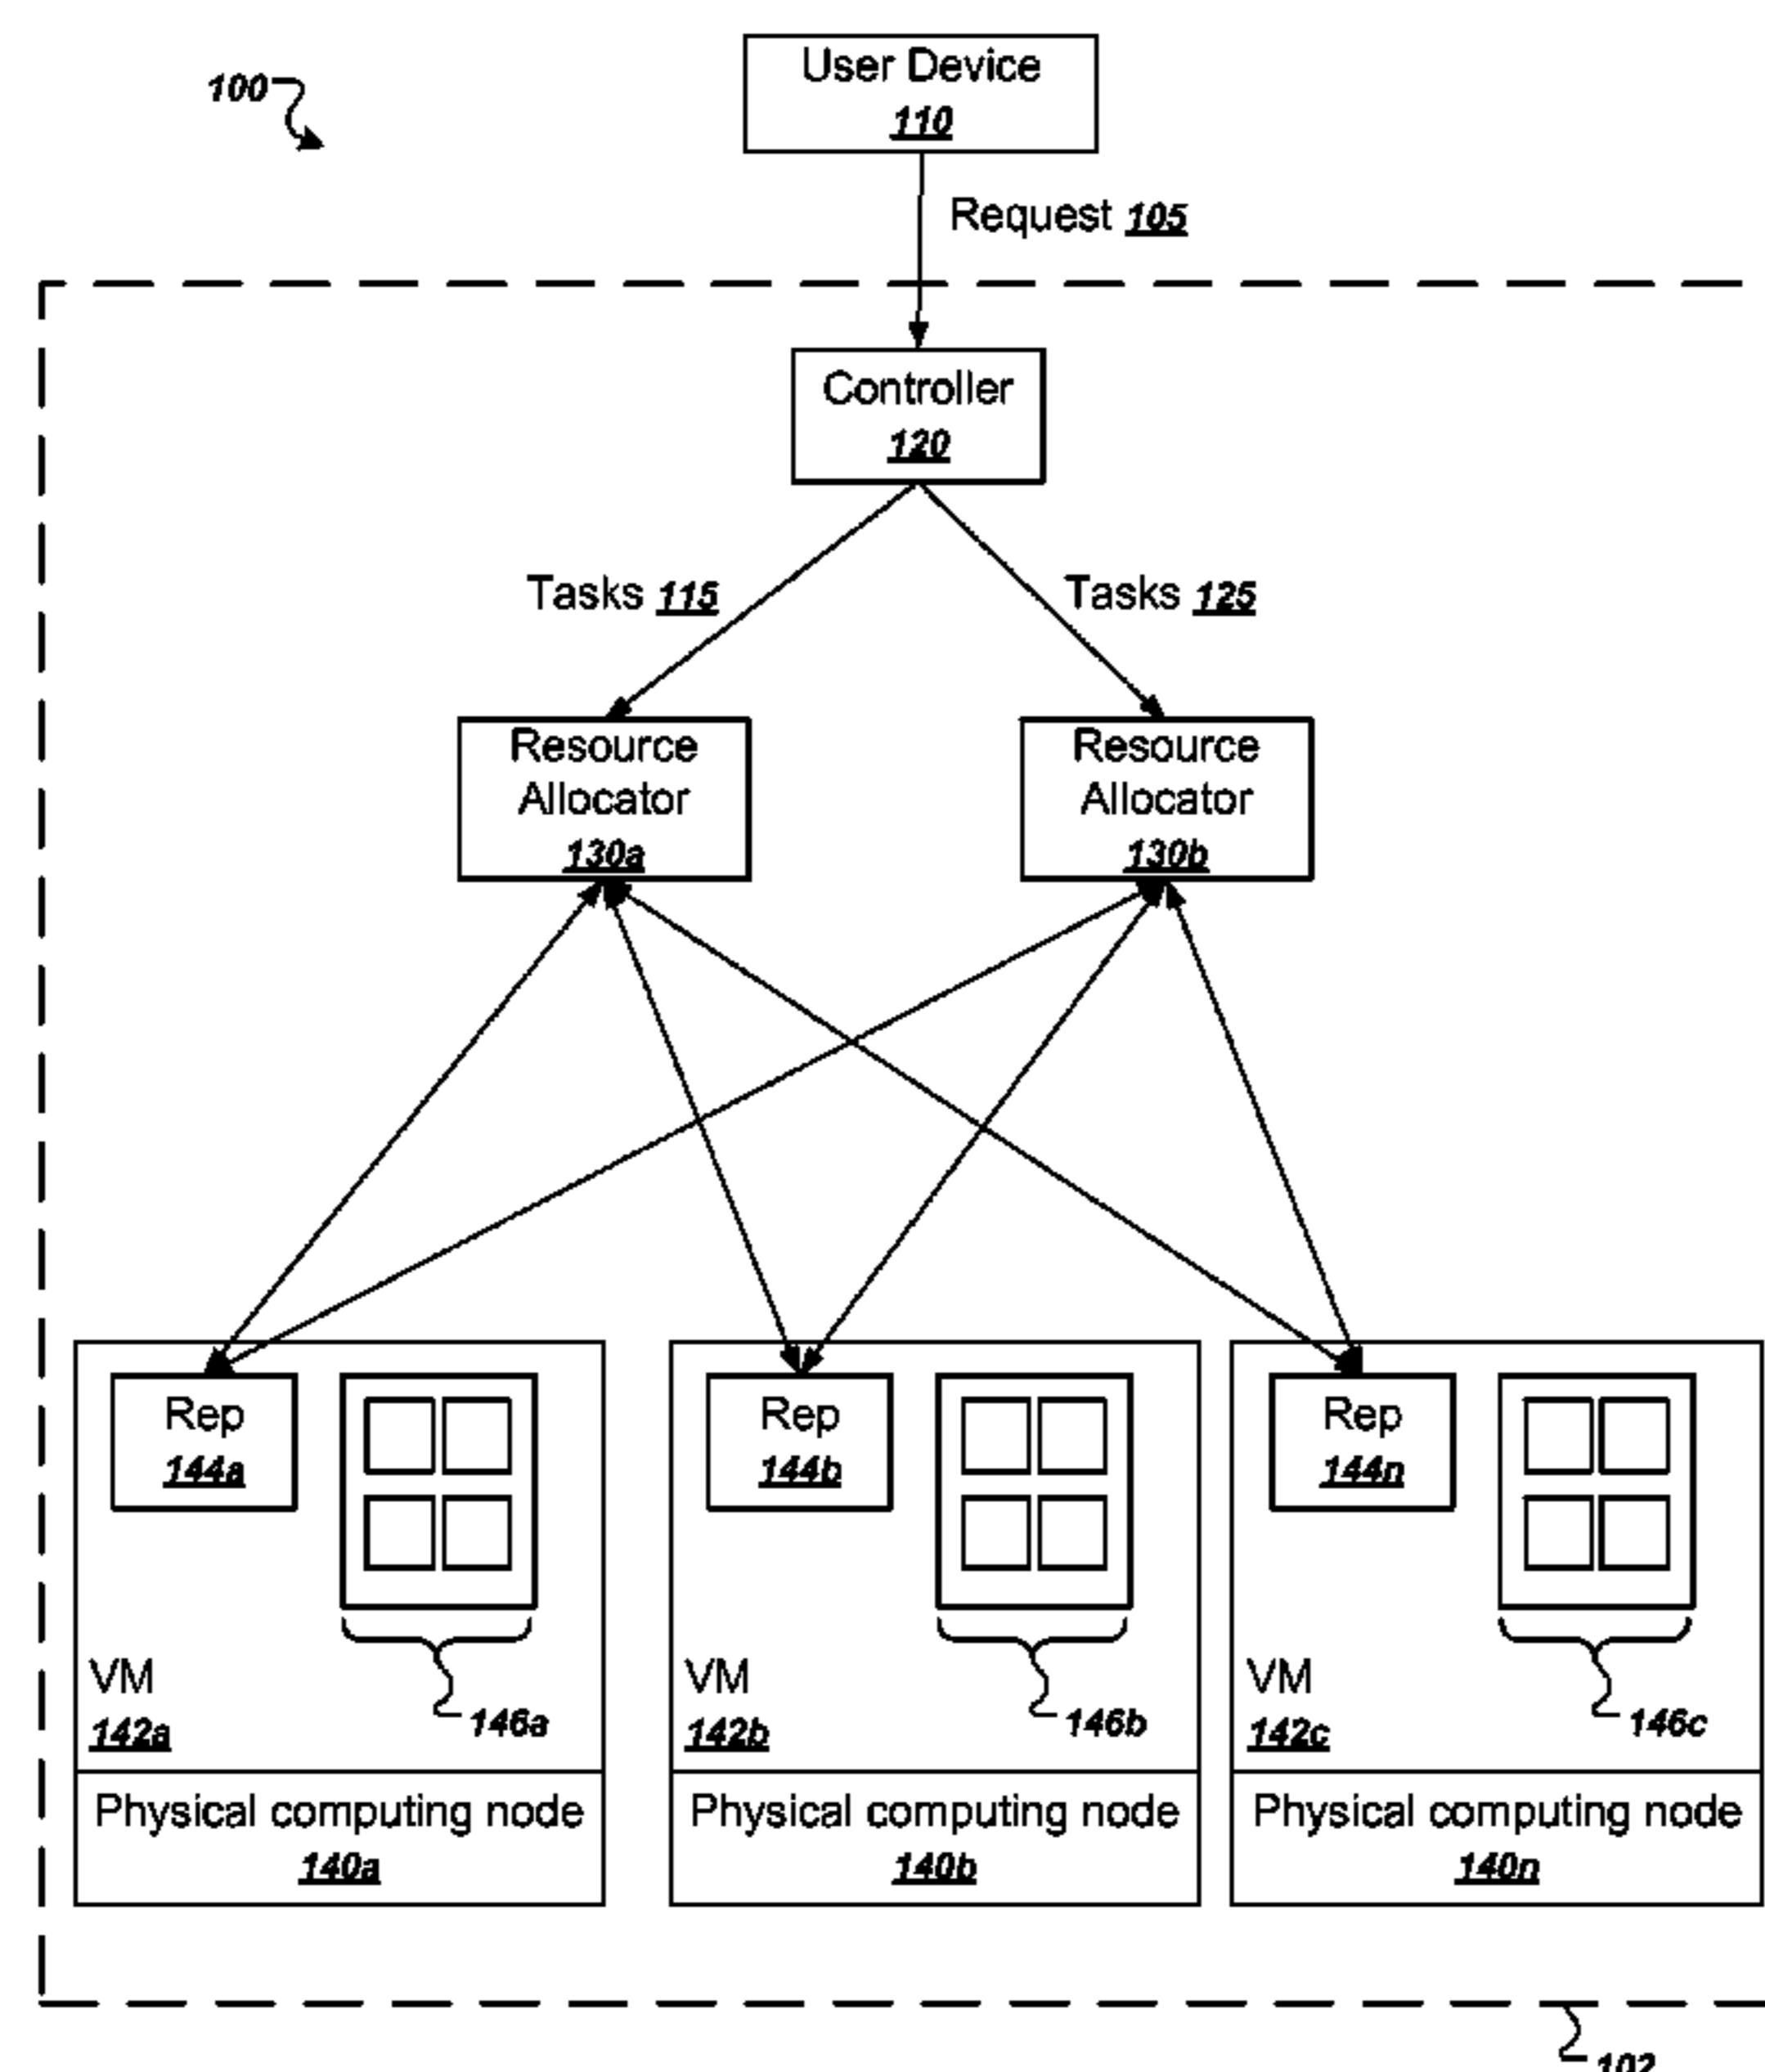 100
User Device
110
Request 105
Controller
120
Tasks 115
Tasks 125
Resource
Allocator
130a
Resource
Allocator
130b
Rep
144a
Rep
144b
Rep
144n
VM
142a
146a
VM
142b
146b
VM
142c
146c
Physical computing node
140a
Physical computing node
140b
Physical computing node
140n
102